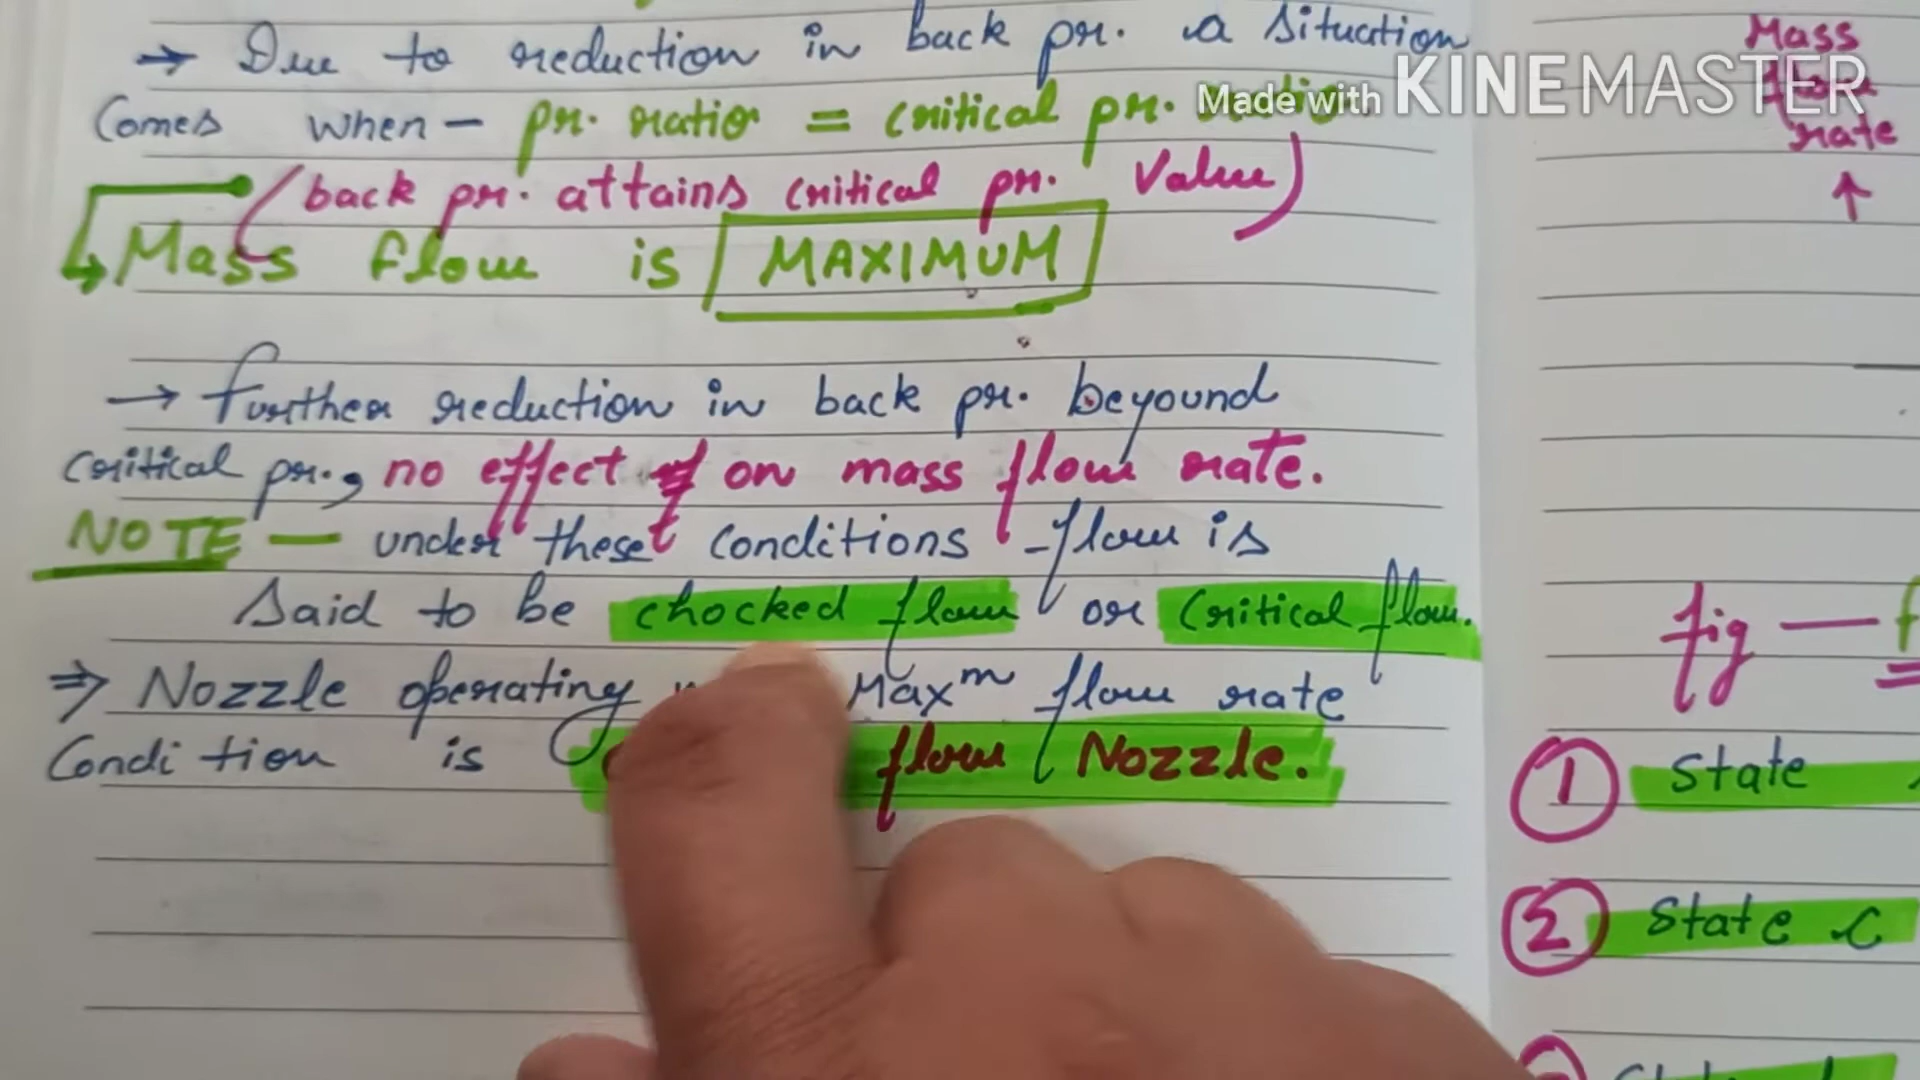 → Due to reduction in back pr. a situation
Comes when — pr. ratio = critical pr. ratio
(back pr. attains critical pr. Value)
Mass flow is MAXIMUM
→ further reduction in back pr. beyound
critical pr., no effect on mass flow rate.
NOTE — under these conditions flow is
Said to be chocked flow or Critical flow.
⇒ Nozzle operating Maxᵐ flow rate
Condition is flow Nozzle.
Made with KINEMASTER
Mass
flow
rate
↑
fig —
1 State
2 State C